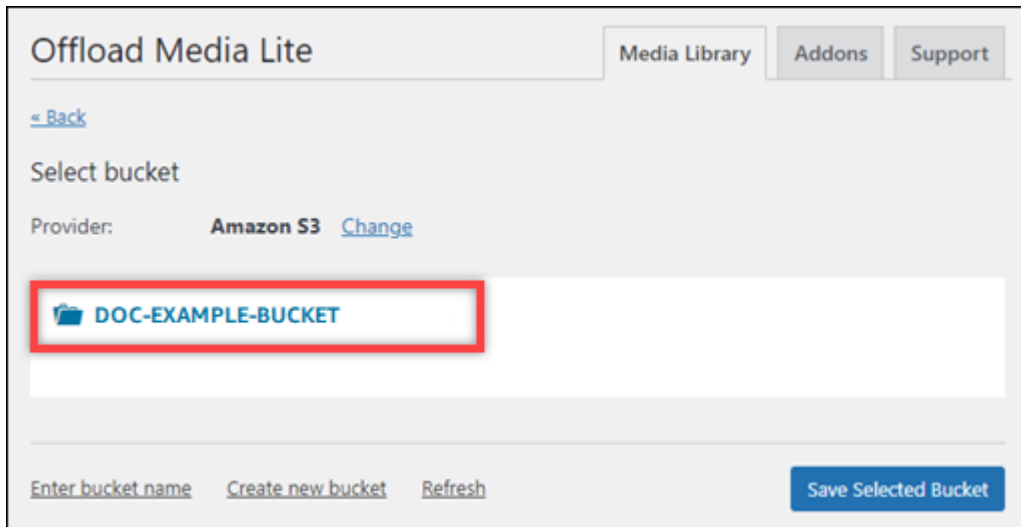 Offload Media Lite
Media Library Addons Support
« Back
Select bucket
Provider: Amazon S3 Change
DOC-EXAMPLE-BUCKET
Enter bucket name Create new bucket Refresh Save Selected Bucket